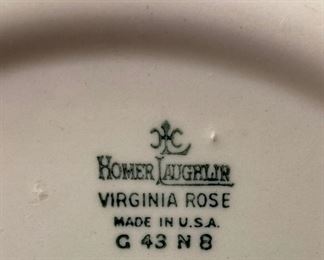 HOMER LAUGHLIN
VIRGINIA ROSE
MADE IN U.S.A.
G 43 N 8